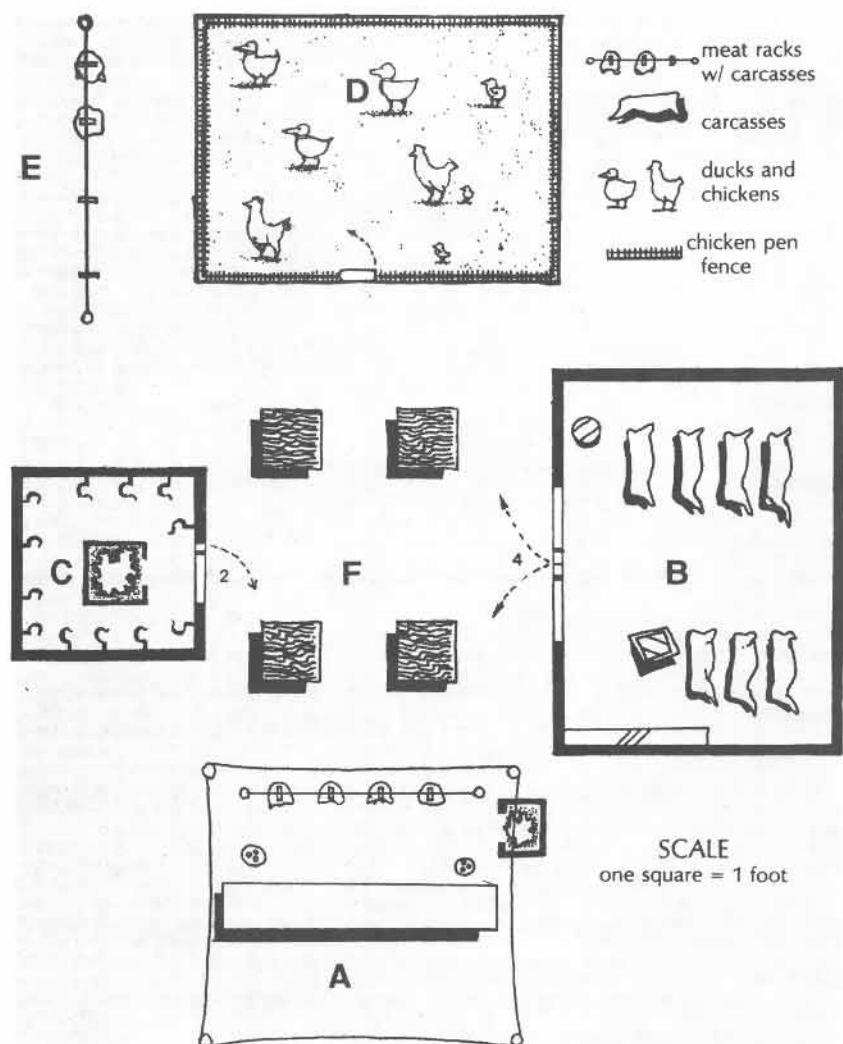 meat racks
w/ carcasses
D
carcasses
E
ducks and
chickens
chicken pen
fence
C
2
F
4
B
SCALE
one square = 1 foot
A